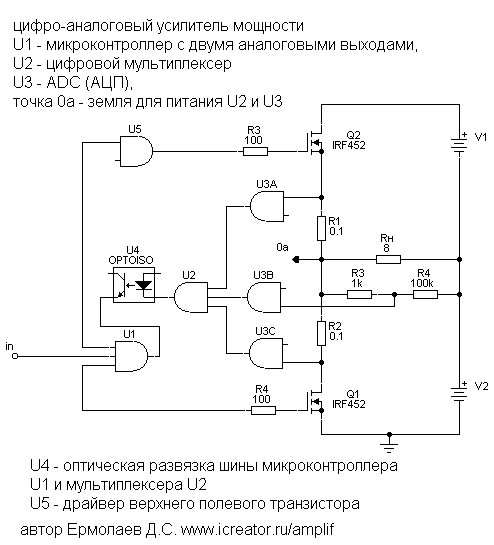 цифро-аналоговый усилитель мощности
U1 - микроконтроллер с двумя аналоговыми выходами,
U2 - цифровой мультиплексер
U3 - ADC (АЦП),
точка 0а - земля для питания U2 и U3
U5
R3
100
Q2
IRF452
V1
U3A
R1
0.1
U4
OPTOISO
0a
Rн
8
U2
U3B
R3
1k
R4
100k
in
U1
U3C
R2
0.1
V2
R4
100
Q1
IRF452
U4 - оптическая развязка шины микроконтроллера
U1 и мультиплексера U2
U5 - драйвер верхнего полевого транзистора
автор Ермолаев Д.С. www.icreator.ru/amplif